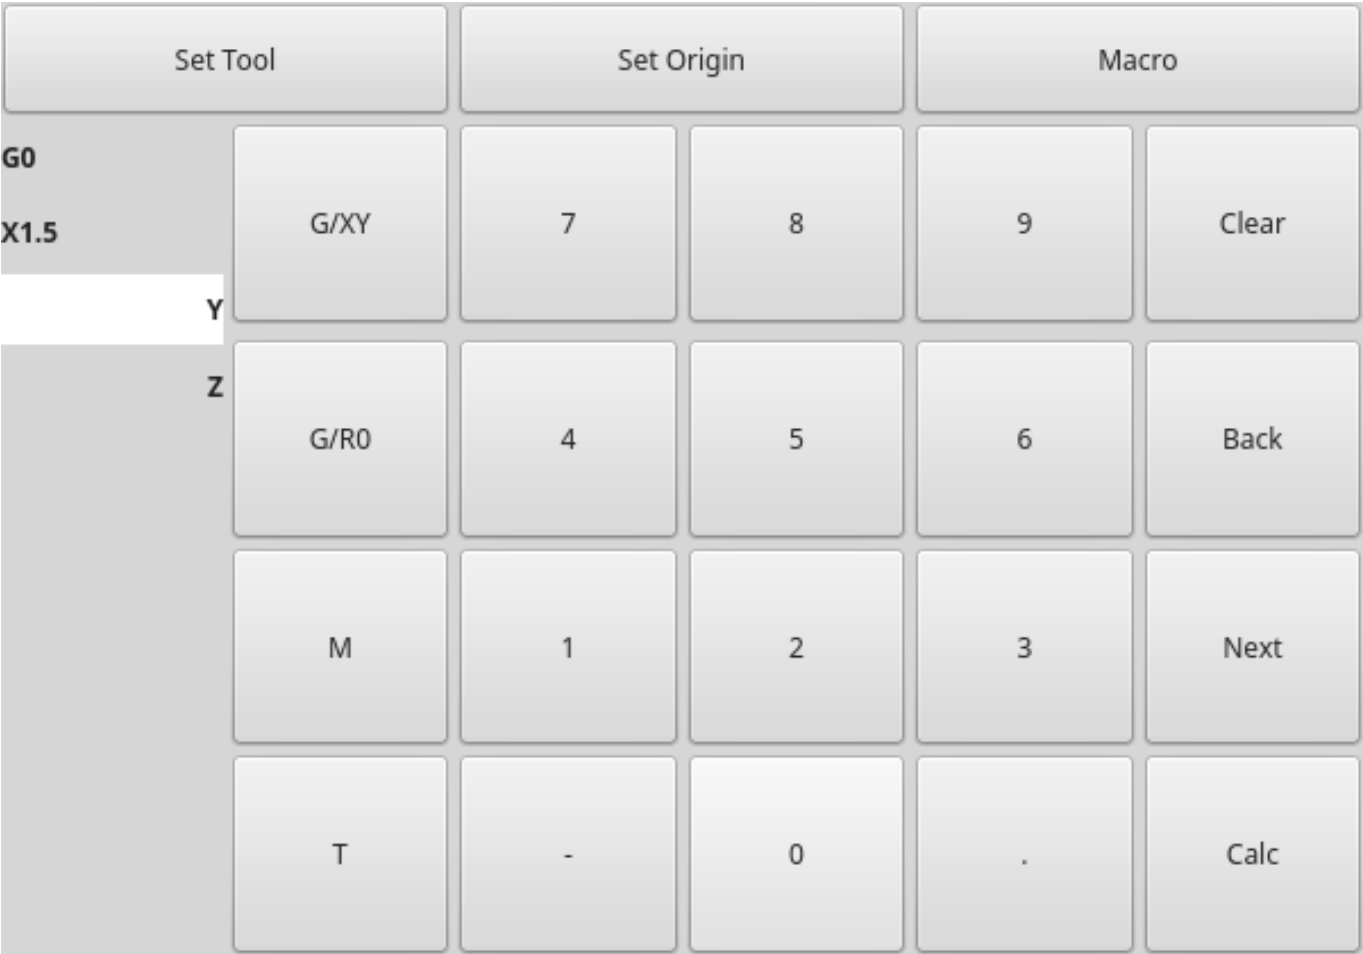 Set Tool Set Origin Macro
G0
X1.5
Y
Z
G/XY 7 8 9 Clear
G/R0 4 5 6 Back
M 1 2 3 Next
T - 0 . Calc